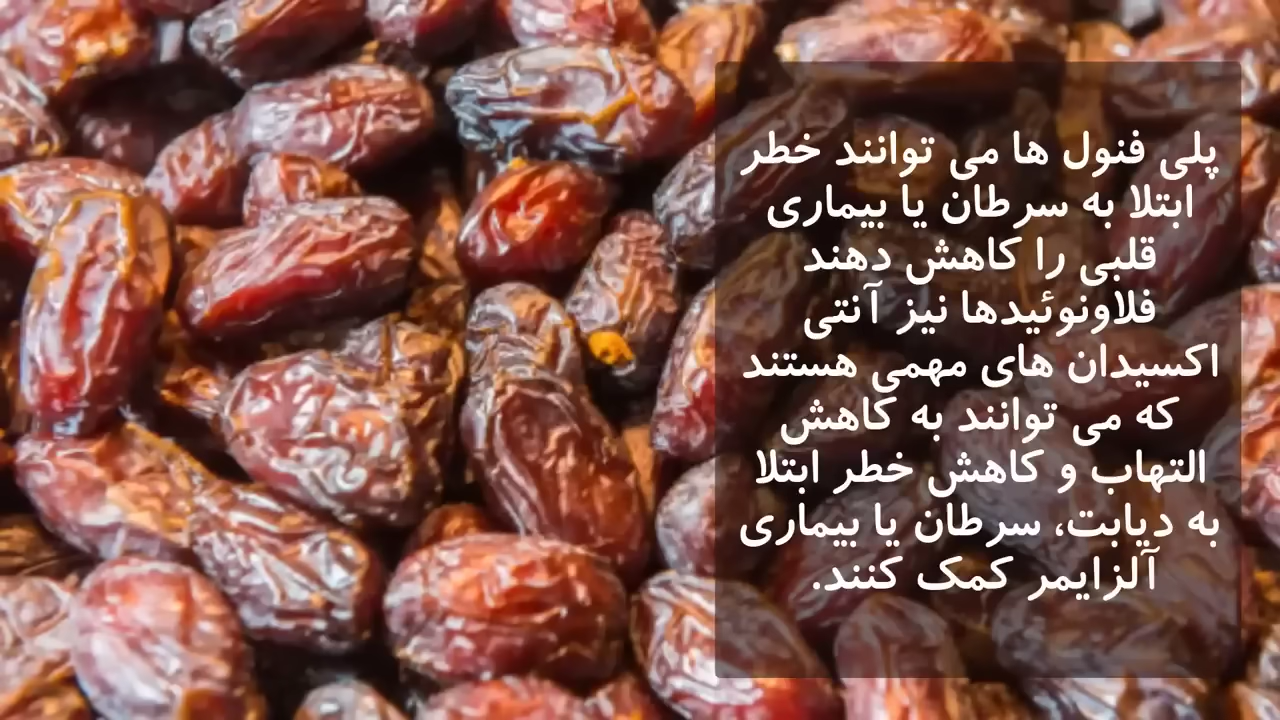 پلی فنول ها می توانند خطر
ابتلا به سرطان یا بیماری
قلبی را کاهش دهند
فلاونوئیدها نیز آنتی
اکسیدان های مهمی هستند
که می توانند به کاهش
التهاب و کاهش خطر ابتلا
به دیابت، سرطان یا بیماری
آلزایمر کمک کنند.